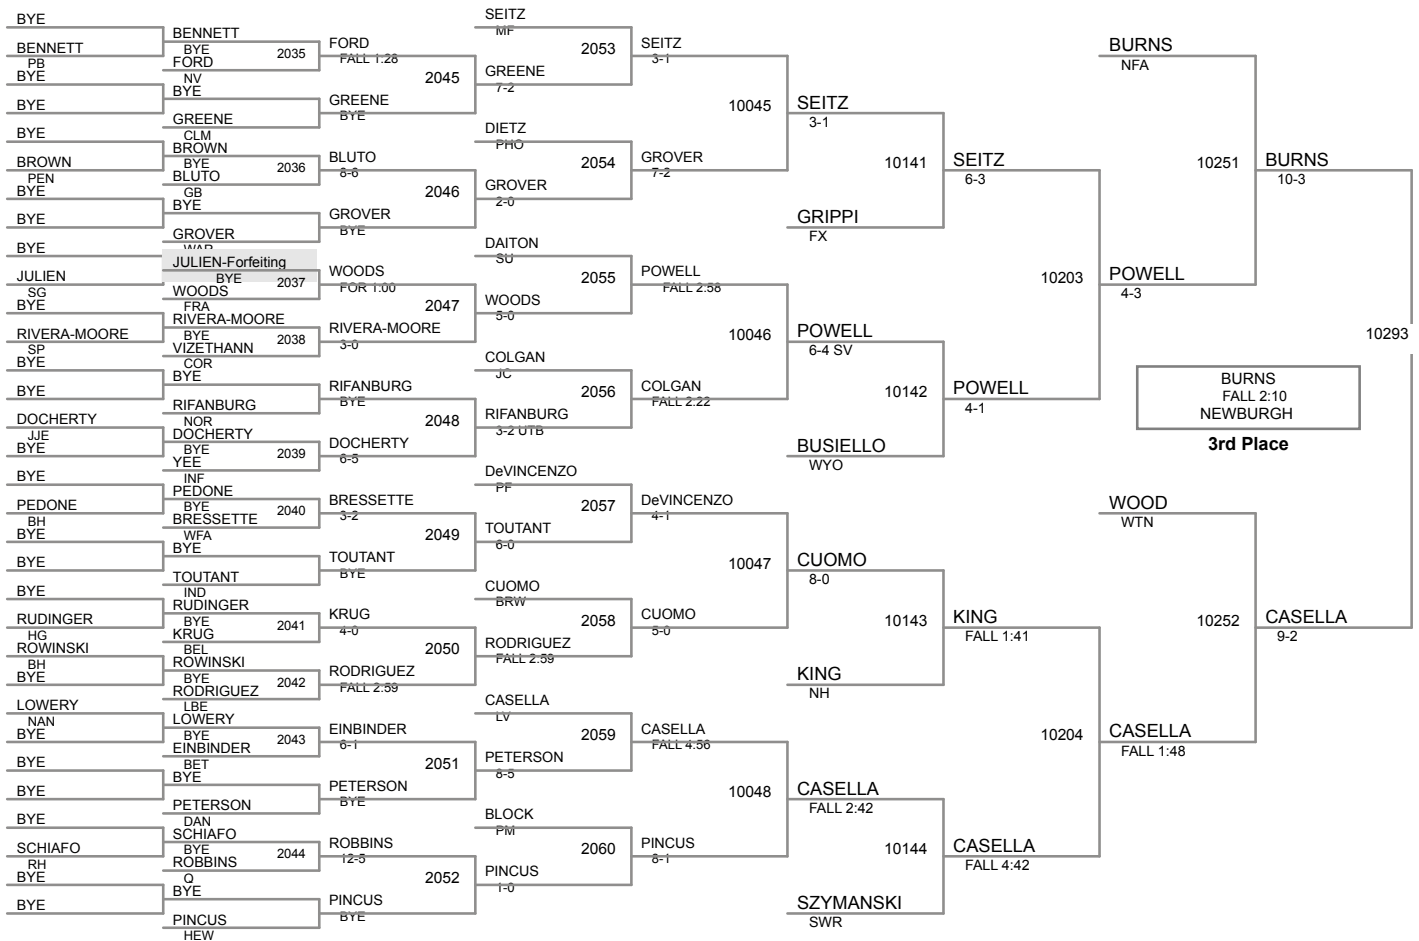 BYE
BENNETT
PB
BYE
BYE
BYE
BROWN
PEN
BYE
BYE
BYE
JULIEN
SG
BYE
RIVERA-MOORE
SP
BYE
BYE
DOCHERTY
JJE
BYE
BYE
PEDONE
BH
BYE
BYE
BYE
RUDINGER
HG
ROWINSKI
BH
BYE
LOWERY
NAN
BYE
BYE
BYE
BYE
SCHIAFO
RH
BYE
BYE
BENNETT
BYE
2035
FORD
NV
BYE
GREENE
CLM
BROWN
BYE
2036
BLUTO
GB
BYE
GROVER
WAR
JULIEN-Forfeiting
BYE
2037
WOODS
FRA
RIVERA-MOORE
BYE
2038
VIZETHANN
COR
BYE
RIFANBURG
NOR
DOCHERTY
BYE
2039
YEE
INF
PEDONE
BYE
2040
BRESSETTE
WFA
BYE
TOUTANT
IND
RUDINGER
BYE
2041
KRUG
BEL
ROWINSKI
BYE
2042
RODRIGUEZ
LBE
LOWERY
BYE
2043
EINBINDER
BET
BYE
PETERSON
DAN
SCHIAFO
BYE
2044
ROBBINS
Q
BYE
PINCUS
HEW
FORD
FALL 1:28
2045
GREENE
BYE
BLUTO
8-6
2046
GROVER
BYE
WOODS
FOR 1:00
2047
RIVERA-MOORE
3-0
RIFANBURG
BYE
2048
DOCHERTY
6-5
BRESSETTE
3-2
2049
TOUTANT
BYE
KRUG
4-0
2050
RODRIGUEZ
FALL 2:59
EINBINDER
6-1
2051
PETERSON
BYE
ROBBINS
12-5
2052
PINCUS
BYE
SEITZ
MF
2053
GREENE
7-2
DIETZ
PHO
2054
GROVER
2-0
DAITON
SU
2055
WOODS
5-0
COLGAN
JC
2056
RIFANBURG
3-2 UTB
DeVINCENZO
PF
2057
TOUTANT
6-0
CUOMO
BRW
2058
RODRIGUEZ
FALL 2:59
CASELLA
LV
2059
PETERSON
8-5
BLOCK
PM
2060
PINCUS
1-0
SEITZ
3-1
10045
GROVER
7-2
POWELL
FALL 2:58
10046
COLGAN
FALL 2:22
DeVINCENZO
4-1
10047
CUOMO
5-0
CASELLA
FALL 4:56
10048
PINCUS
8-1
SEITZ
3-1
10141
GRIPPI
FX
POWELL
6-4 SV
10142
BUSIELLO
WYO
CUOMO
8-0
10143
KING
NH
CASELLA
FALL 2:42
10144
SZYMANSKI
SWR
SEITZ
6-3
10203
POWELL
4-1
KING
FALL 1:41
10204
CASELLA
FALL 4:42
BURNS
NFA
10251
POWELL
4-3
WOOD
WTN
10252
CASELLA
FALL 1:48
BURNS
10-3
10293
CASELLA
9-2
BURNS
FALL 2:10
NEWBURGH
3rd Place